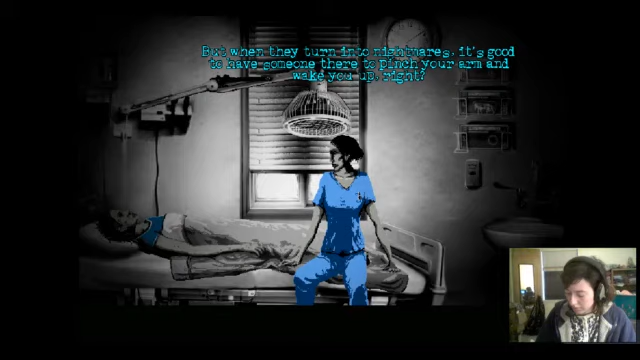 But when they turn into nightmares, it's good
to have someone there to pinch your arm and
wake you up, right?